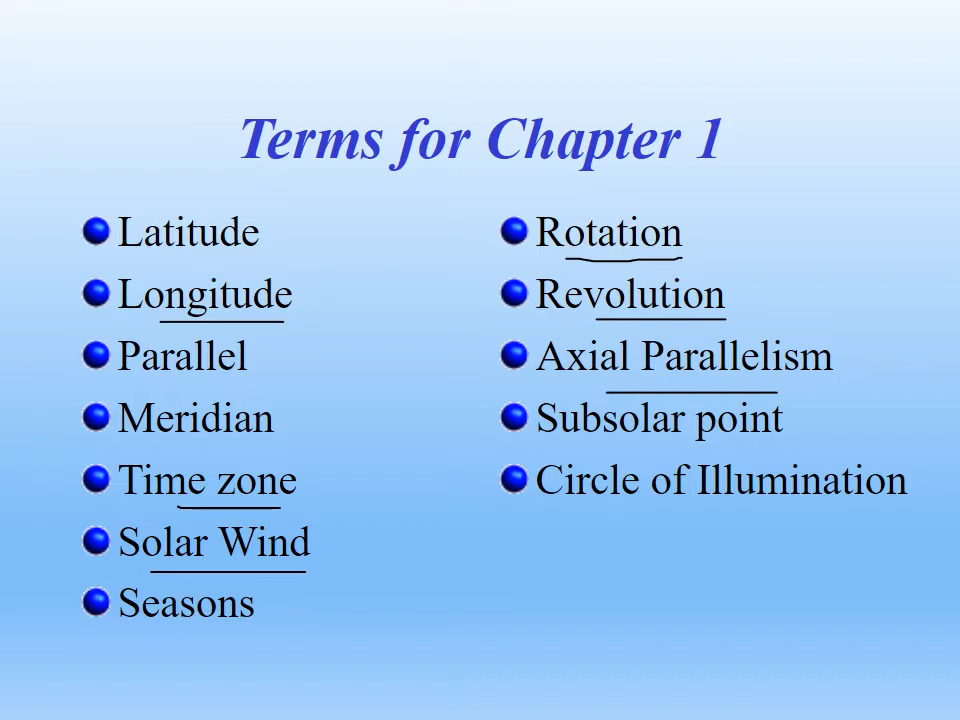 Terms for Chapter 1
Latitude
Longitude
Parallel
Meridian
Time zone
Solar Wind
Seasons
Rotation
Revolution
Axial Parallelism
Subsolar point
Circle of Illumination